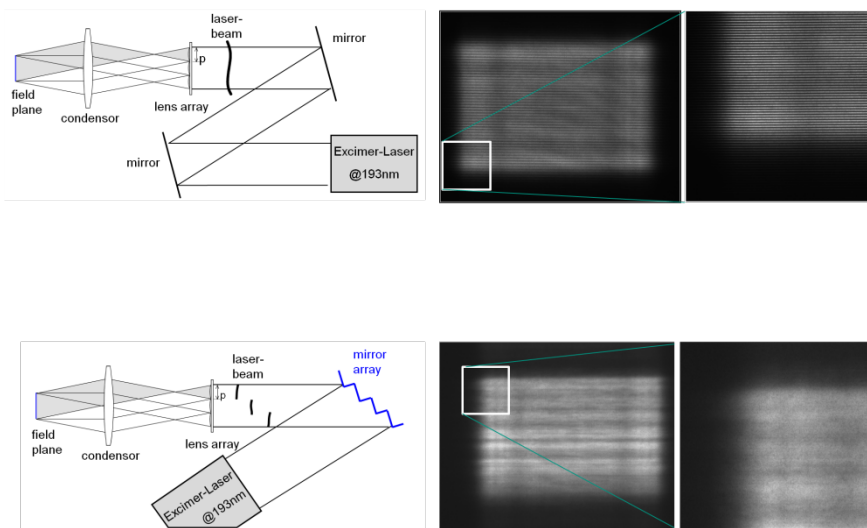 laser-
beam
mirror
p
field
plane
lens array
condensor
mirror
Excimer-Laser
@193nm
laser-
beam
mirror
array
p
field
plane
lens array
condensor
Excimer-Laser
@193nm